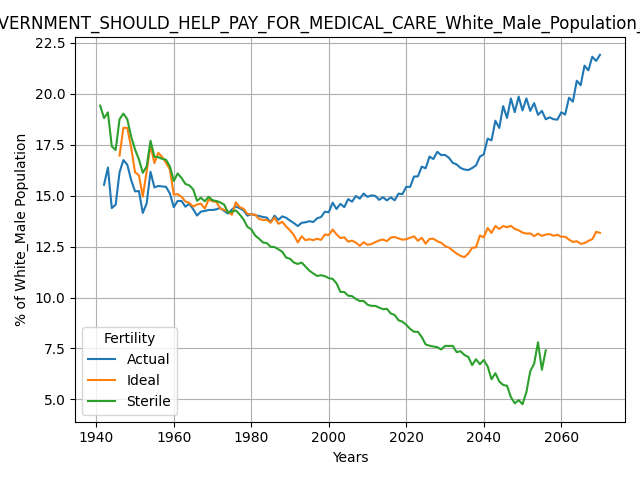 VERNMENT_SHOULD_HELP_PAY_FOR_MEDICAL_CARE_White_Male_Population_
% of White_Male Population
22.5
20.0
17.5
15.0
12.5
10.0
7.5
5.0
Fertility
Actual
Ideal
Sterile
1940 1960 1980 2000 2020 2040 2060
Years